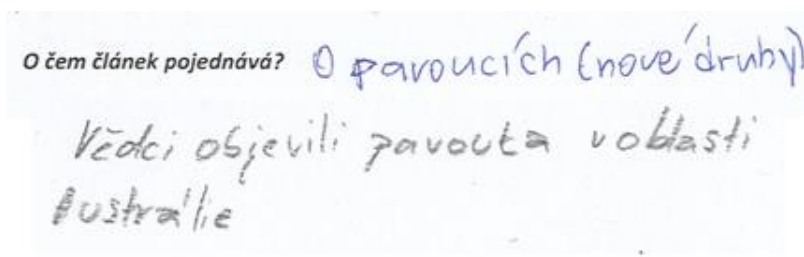 O čem článek pojednává? O pavoucích (nové druhy)
Vědci objevili pavouka v oblasti
Austrálie